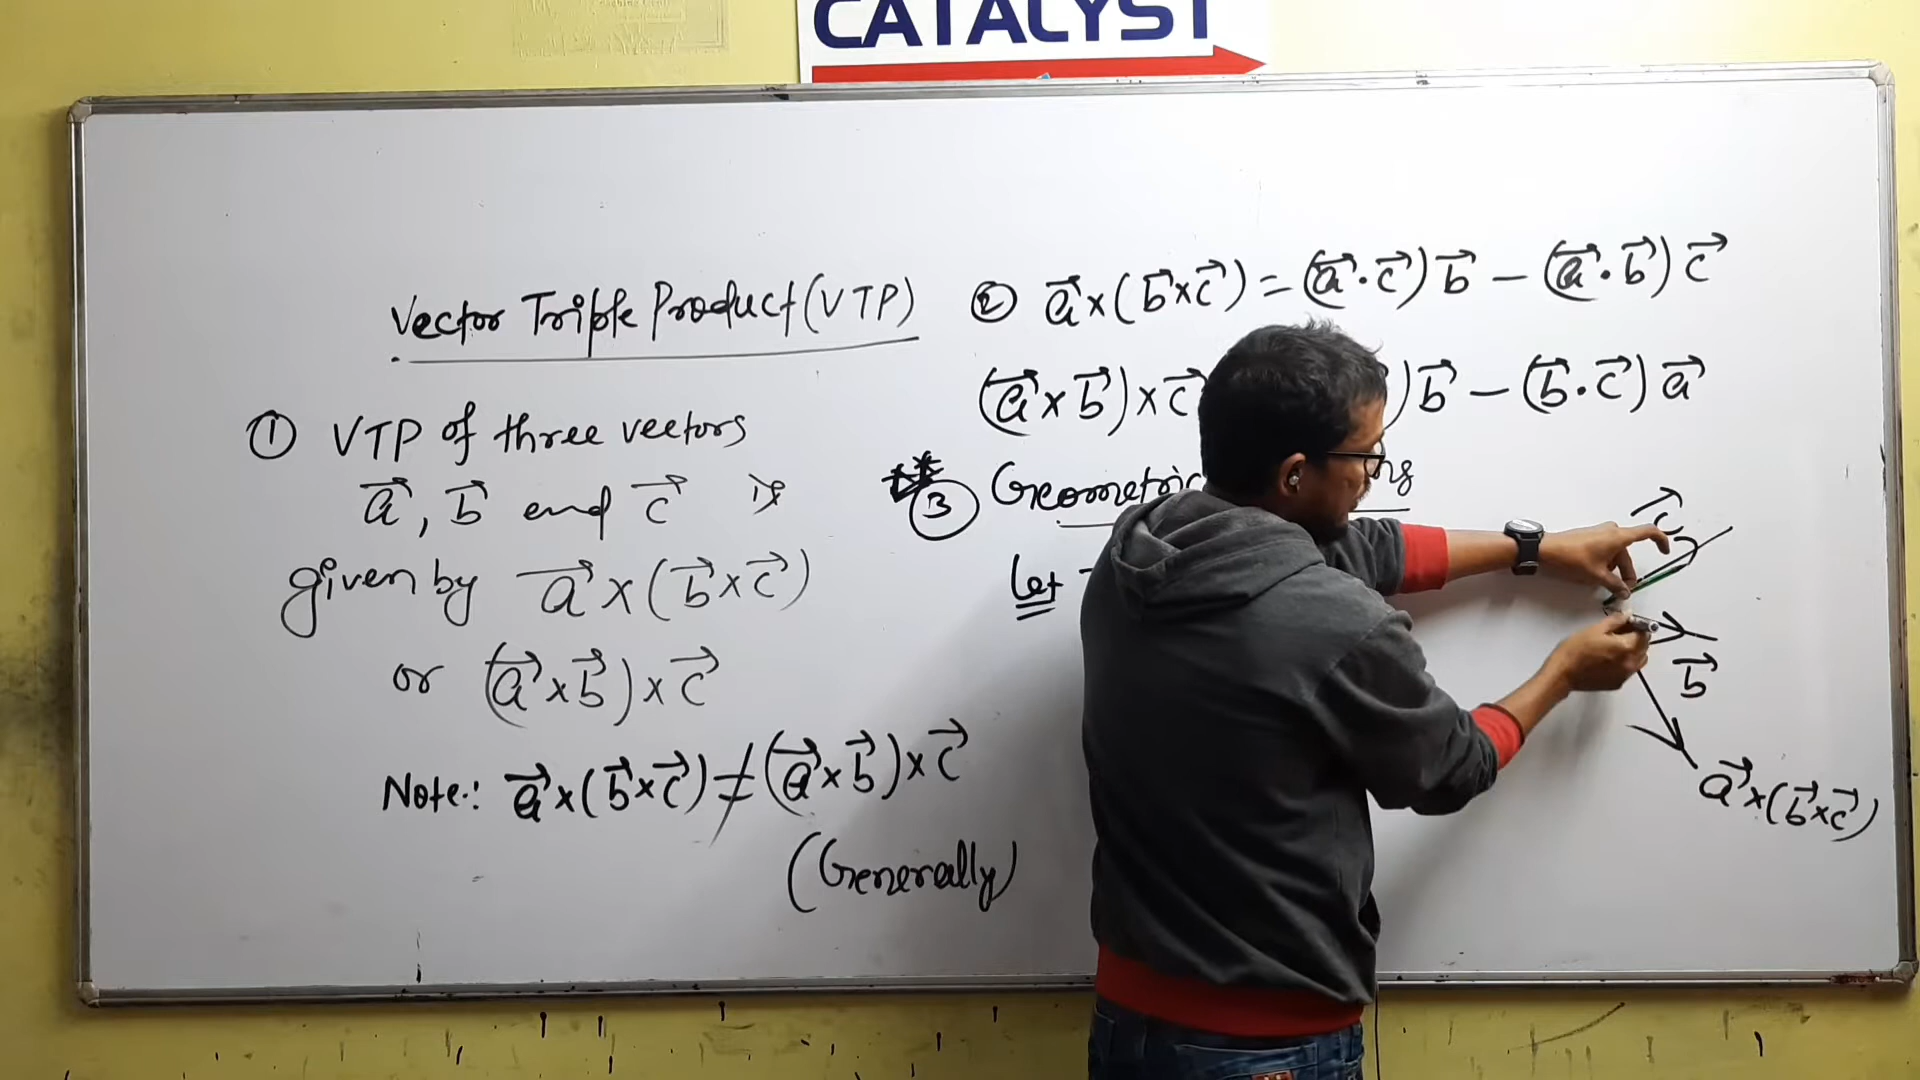 CATALYST
Vector Triple Product (VTP)
① VTP of three vectors
a⃗, b⃗ and c⃗ is
given by a⃗×(b⃗×c⃗)
or (a⃗×b⃗)×c⃗
Note: a⃗×(b⃗×c⃗)≠(a⃗×b⃗)×c⃗
(Generally)
② a⃗×(b⃗×c⃗)=(a⃗·c⃗)b⃗−(a⃗·b⃗)c⃗
(a⃗×b⃗)×c⃗ )b⃗−(b⃗·c⃗)a⃗
③ Geometric
Let
c⃗
b⃗
a⃗×(b⃗×c⃗)